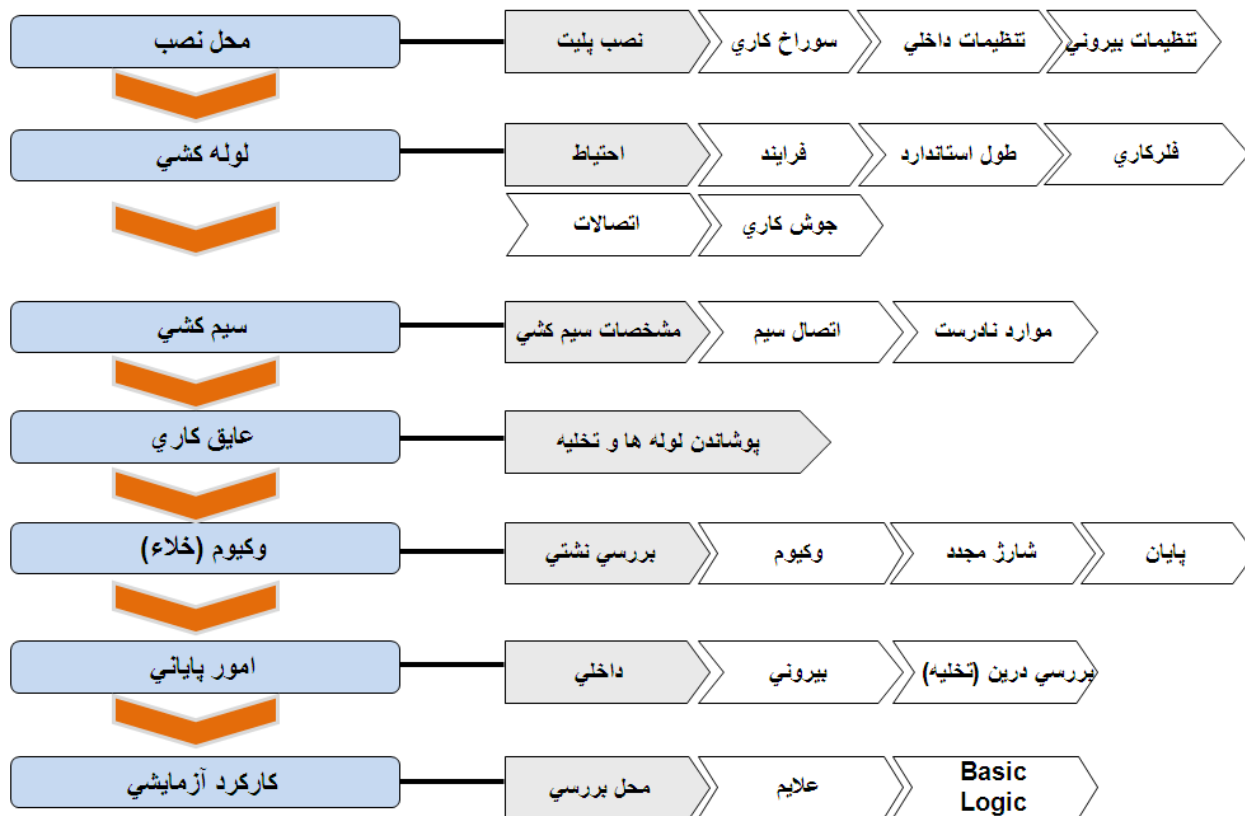 محل نصب
نصب پليت
سوراخ كاري
تنظيمات داخلي
تنظيمات بيروني
لوله كشي
احتياط
فرايند
طول استاندارد
فلركاري
اتصالات
جوش كاري
سيم كشي
مشخصات سيم كشي
اتصال سيم
موارد نادرست
عايق كاري
پوشاندن لوله ها و تخليه
وكيوم (خلاء)
بررسي نشتي
وكيوم
شارژ مجدد
پايان
امور پاياني
داخلي
بيروني
بررسي درين (تخليه)
كاركرد آزمايشي
محل بررسي
علايم
Basic
Logic